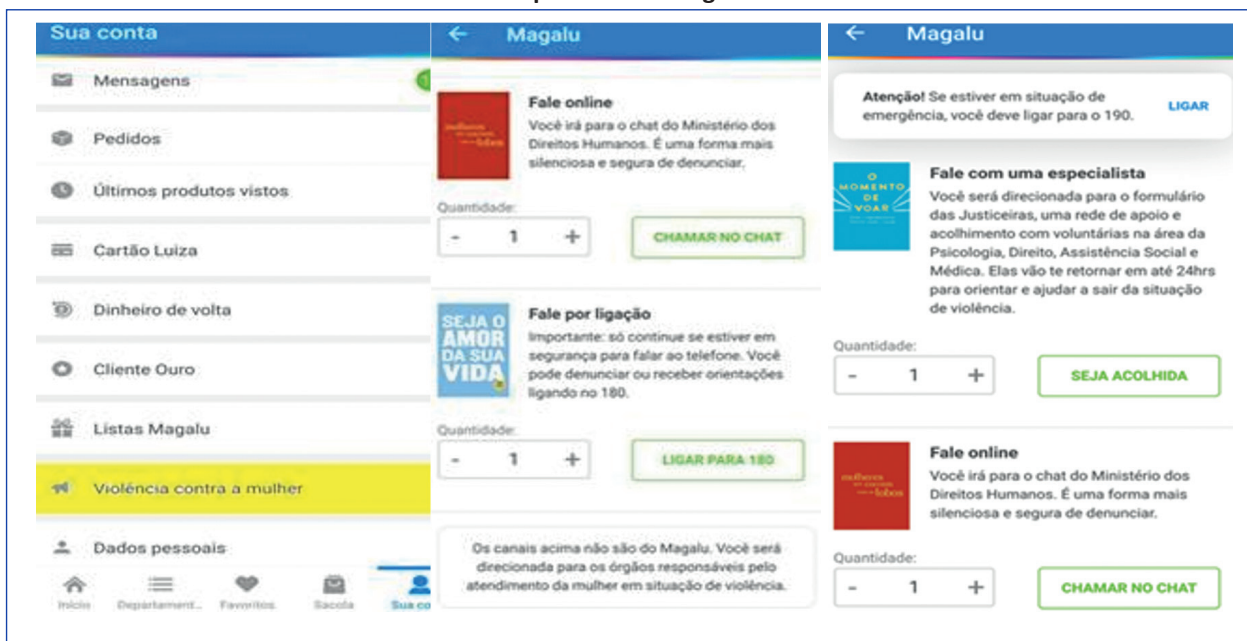 Sua conta
Mensagens
Pedidos
Últimos produtos vistos
Cartão Luiza
Dinheiro de volta
Cliente Ouro
Listas Magalu
Violência contra a mulher
Dados pessoais
Início Departament... Favoritos Sacola Sua co
Magalu
Fale online
Você irá para o chat do Ministério dos
Direitos Humanos. É uma forma mais
silenciosa e segura de denunciar.
mulheres
lobos
Quantidade:
- 1 +
CHAMAR NO CHAT
SEJA O
AMOR
DA SUA
VIDA
Fale por ligação
Importante: só continue se estiver em
segurança para falar ao telefone. Você
pode denunciar ou receber orientações
ligando no 180.
Quantidade:
- 1 +
LIGAR PARA 180
Os canais acima não são do Magalu. Você será
direcionada para os órgãos responsáveis pelo
atendimento da mulher em situação de violência.
Magalu
Atenção! Se estiver em situação de
emergência, você deve ligar para o 190.
LIGAR
O
MOMENTO
DE
VOAR
Fale com uma especialista
Você será direcionada para o formulário
das Justiceiras, uma rede de apoio e
acolhimento com voluntárias na área da
Psicologia, Direito, Assistência Social e
Médica. Elas vão te retornar em até 24hrs
para orientar e ajudar a sair da situação
de violência.
Quantidade:
- 1 +
SEJA ACOLHIDA
mulheres
lobos
Fale online
Você irá para o chat do Ministério dos
Direitos Humanos. É uma forma mais
silenciosa e segura de denunciar.
Quantidade:
- 1 +
CHAMAR NO CHAT